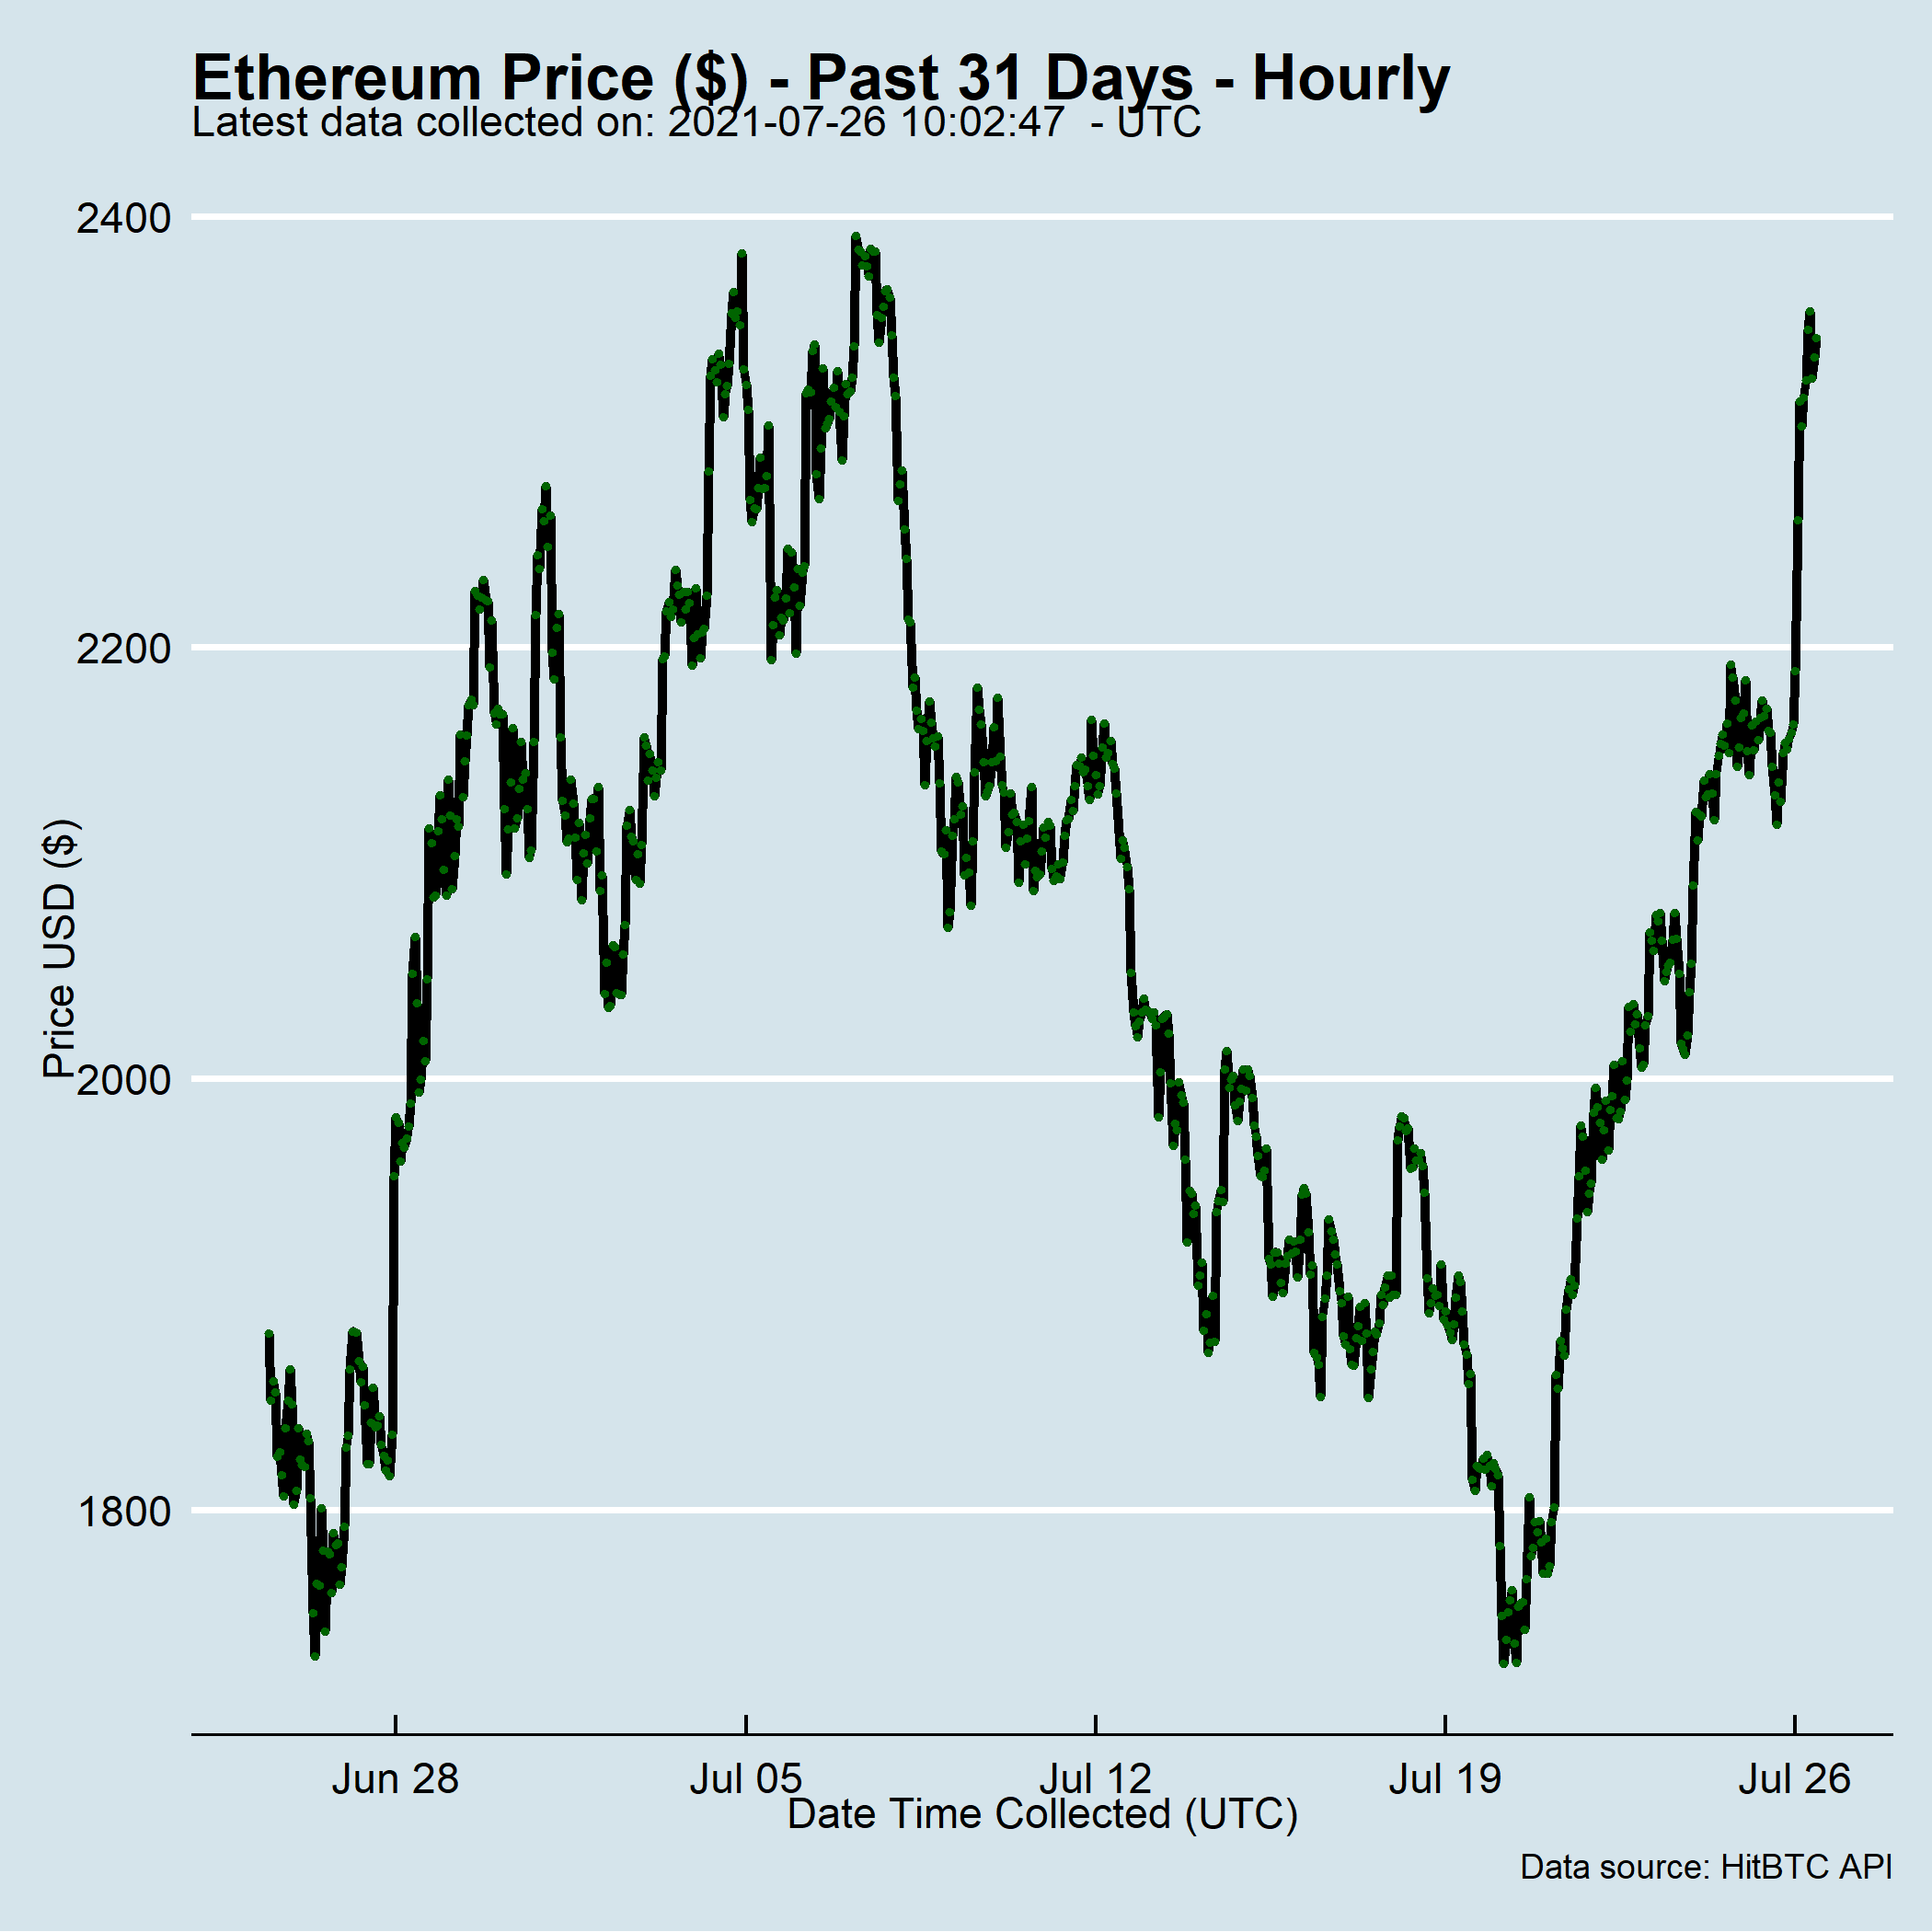 Ethereum Price ($) - Past 31 Days - Hourly
Latest data collected on: 2021-07-26 10:02:47  - UTC
2400
2200
2000
1800
Price USD ($)
Jun 28
Jul 05
Jul 12
Jul 19
Jul 26
Date Time Collected (UTC)
Data source: HitBTC API